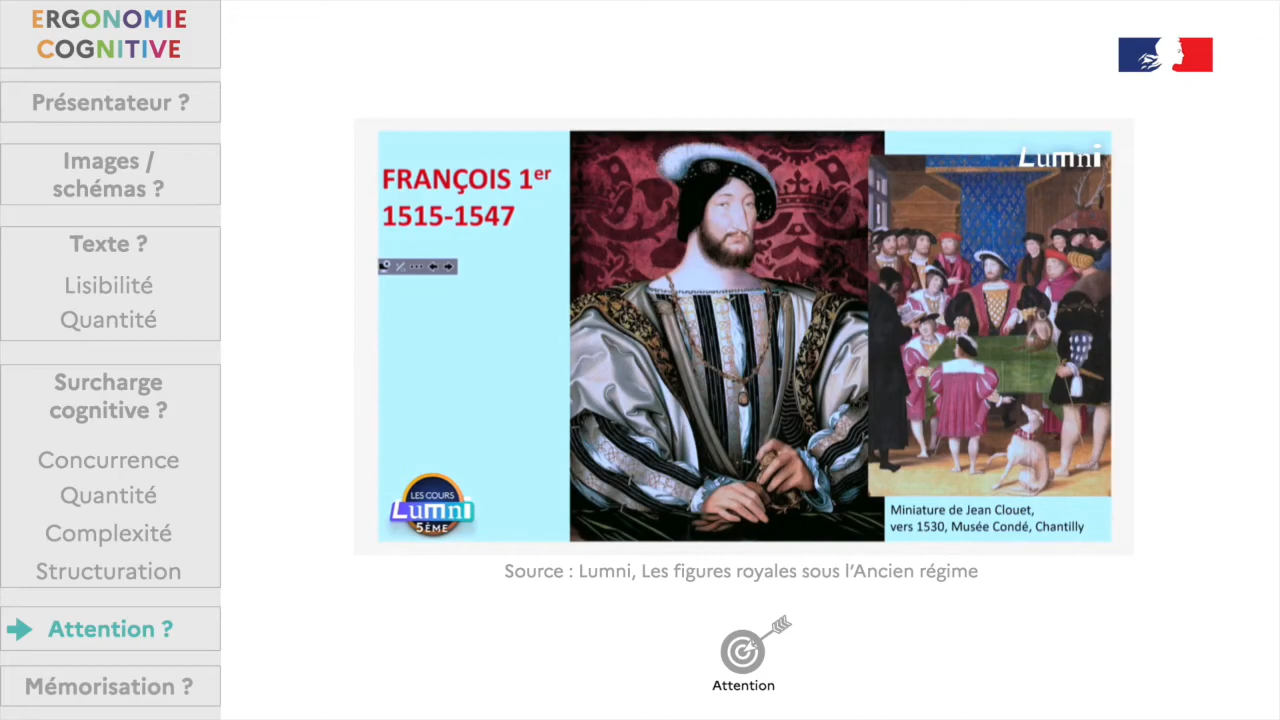 ERGONOMIE
COGNITIVE
Présentateur ?
Images /
schémas ?
Texte ?
Lisibilité
Quantité
Surcharge
cognitive ?
Concurrence
Quantité
Complexité
Structuration
Attention ?
Mémorisation ?
FRANÇOIS 1er
1515-1547
Lumni
LES COURS
Lumni
5ÈME
Miniature de Jean Clouet,
vers 1530, Musée Condé, Chantilly
Source : Lumni, Les figures royales sous l’Ancien régime
Attention